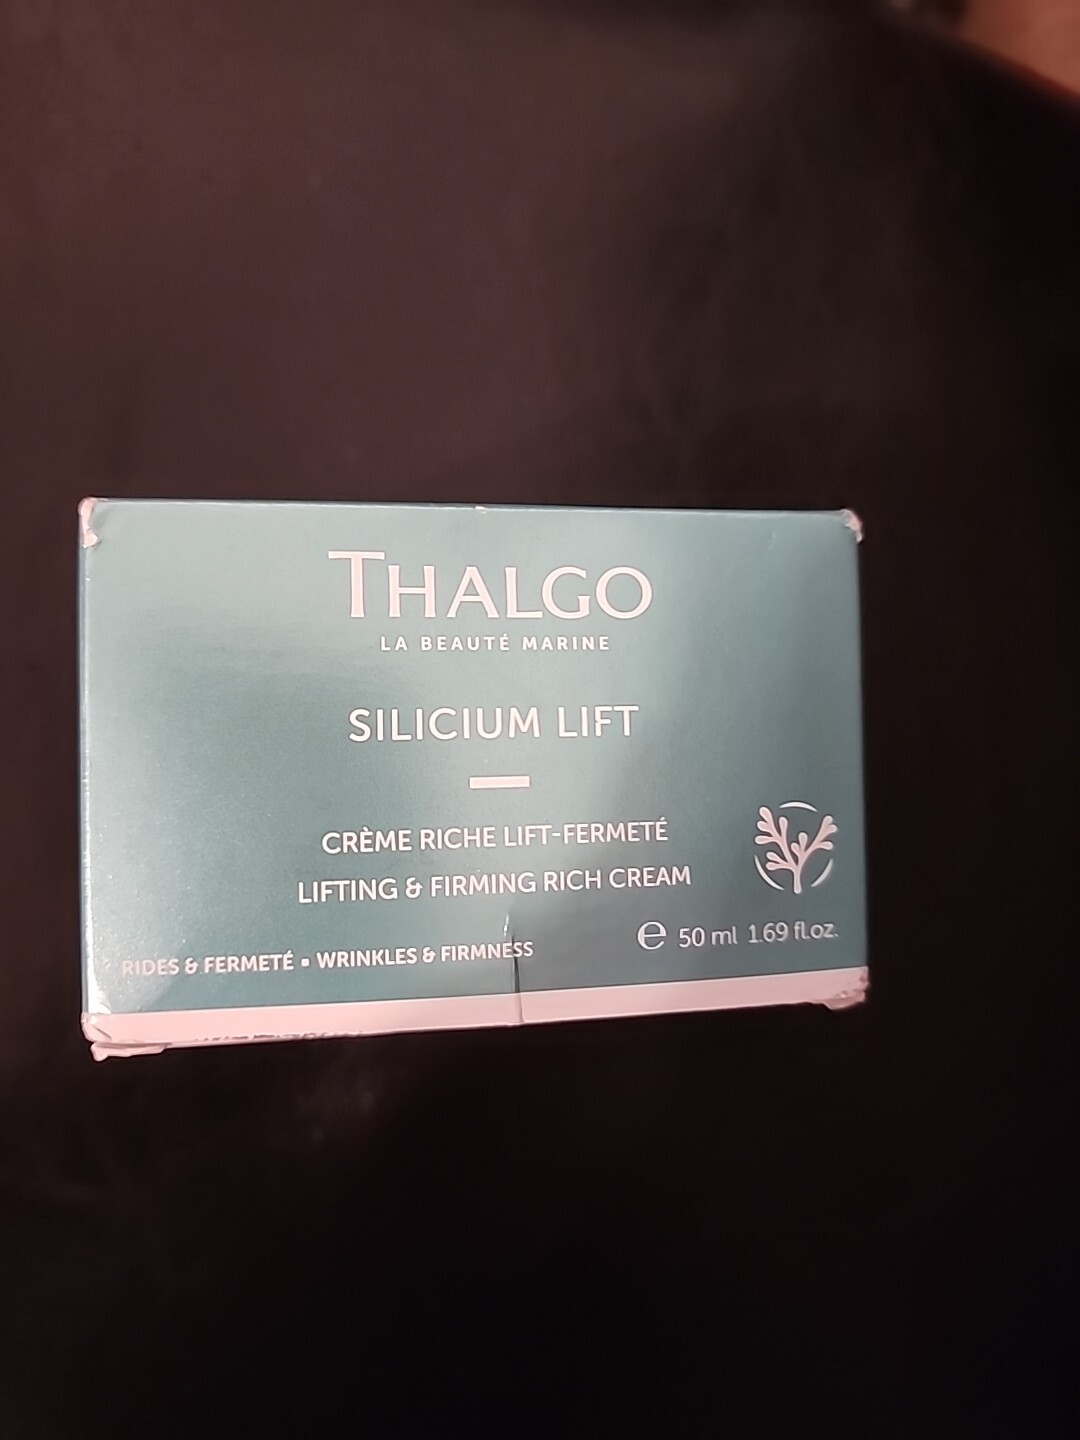 THALGO
LA BEAUTÉ MARINE
SILICIUM LIFT
CRÈME RICHE LIFT-FERMETÉ
LIFTING & FIRMING RICH CREAM
RIDES & FERMETÉ ▪ WRINKLES & FIRMNESS
℮ 50 ml 1.69 fl.oz.